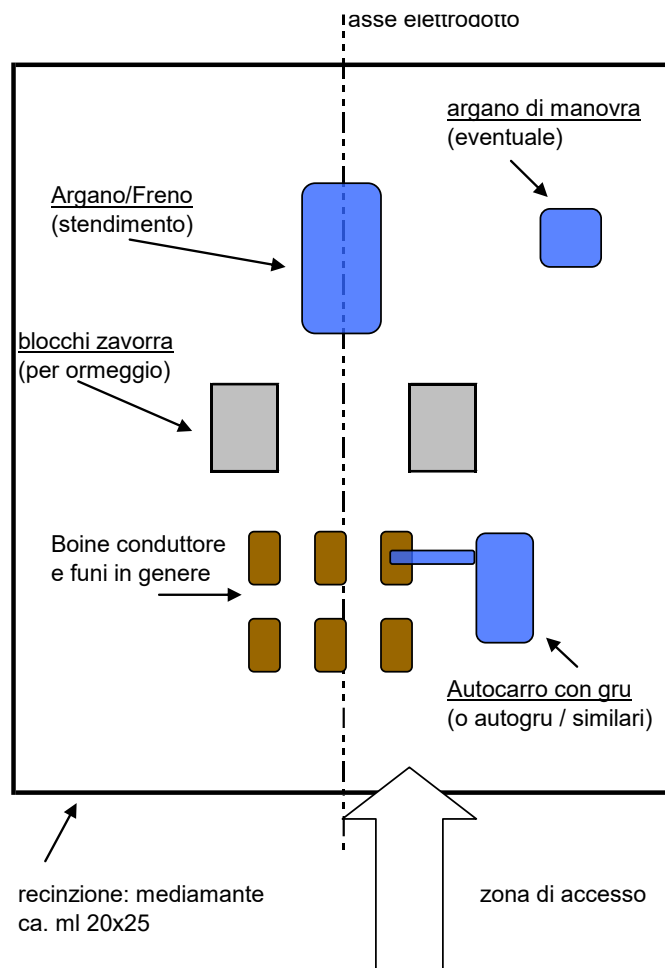 asse elettrodotto
argano di manovra
(eventuale)
Argano/Freno
(stendimento)
blocchi zavorra
(per ormeggio)
Boine conduttore
e funi in genere
Autocarro con gru
(o autogru / similari)
recinzione: mediamante
ca. ml 20x25
zona di accesso